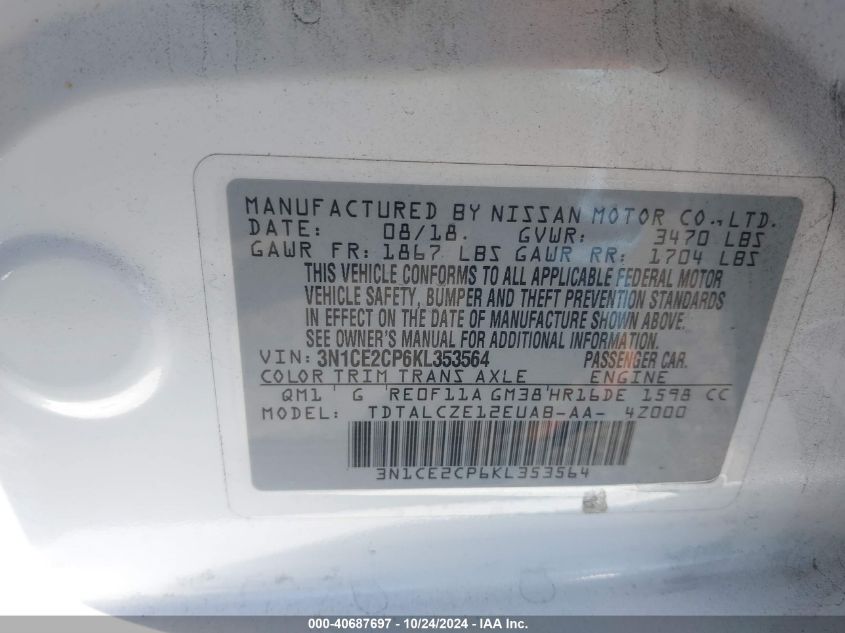 MANUFACTURED BY NISSAN MOTOR CO.,LTD.
DATE: 08/18. GVWR: 3470 LBS
GAWR FR: 1867 LBS GAWR RR: 1704 LBS
THIS VEHICLE CONFORMS TO ALL APPLICABLE FEDERAL MOTOR
VEHICLE SAFETY, BUMPER AND THEFT PREVENTION STANDARDS
IN EFFECT ON THE DATE OF MANUFACTURE SHOWN ABOVE.
SEE OWNER'S MANUAL FOR ADDITIONAL INFORMATION.
VIN: 3N1CE2CP6KL353564 PASSENGER CAR.
COLOR TRIM TRANS AXLE ENGINE
QM1 ' G ' RE0F11A GM38 'HR16DE 1598 CC
MODEL: TDTALCZE12EUAB-AA- 4Z000
3N1CE2CP6KL353564
000-40687697 - 10/24/2024 - IAA Inc.